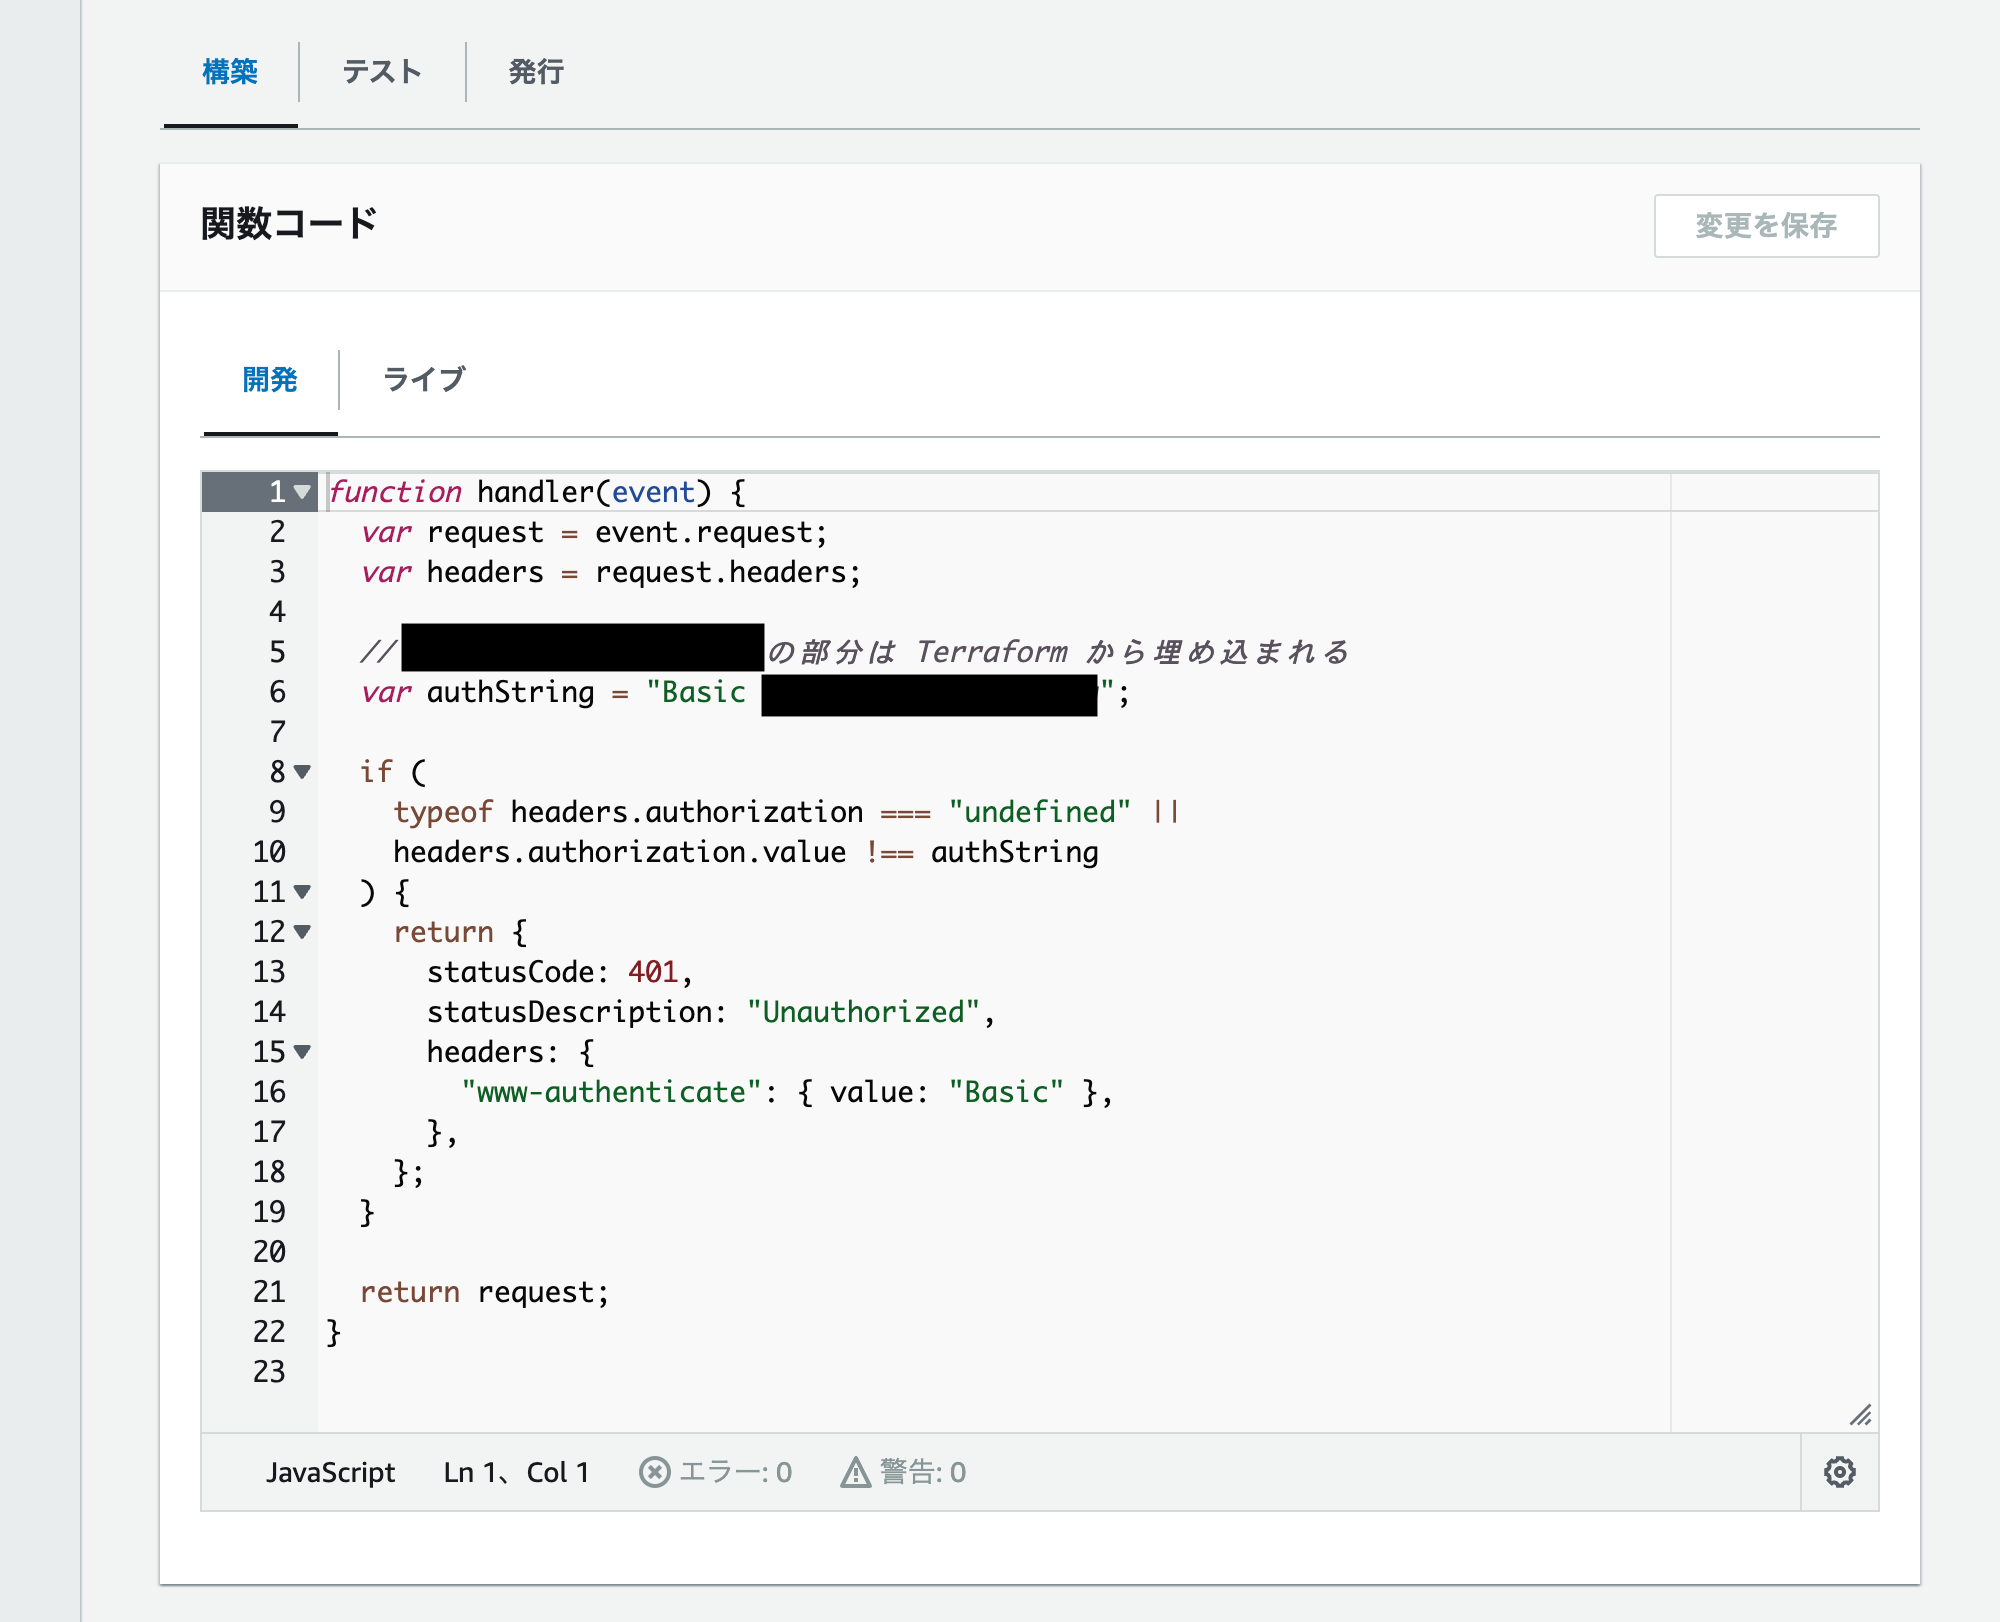 構築 テスト 発行
関数コード 変更を保存
開発 ライブ
1 function handler(event) {
2 var request = event.request;
3 var headers = request.headers;
4
5 // の部分は Terraform から埋め込まれる
6 var authString = "Basic ";
7
8 if (
9 typeof headers.authorization === "undefined" ||
10 headers.authorization.value !== authString
11 ) {
12 return {
13 statusCode: 401,
14 statusDescription: "Unauthorized",
15 headers: {
16 "www-authenticate": { value: "Basic" },
17 },
18 };
19 }
20
21 return request;
22 }
23
JavaScript Ln 1、Col 1 エラー: 0 警告: 0